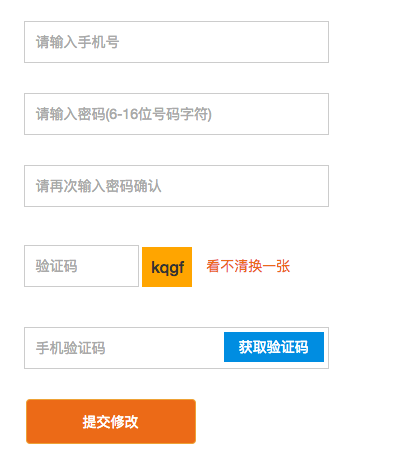 请输入手机号
请输入密码(6-16位号码字符)
请再次输入密码确认
验证码 kqgf 看不清换一张
手机验证码 获取验证码
提交修改